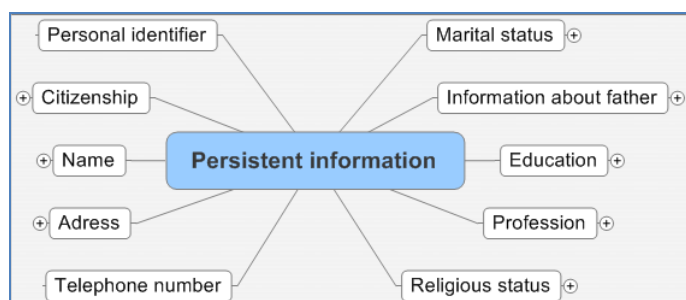 Personal identifier
Marital status
Citizenship
Information about father
Name
Persistent information
Education
Adress
Profession
Telephone number
Religious status